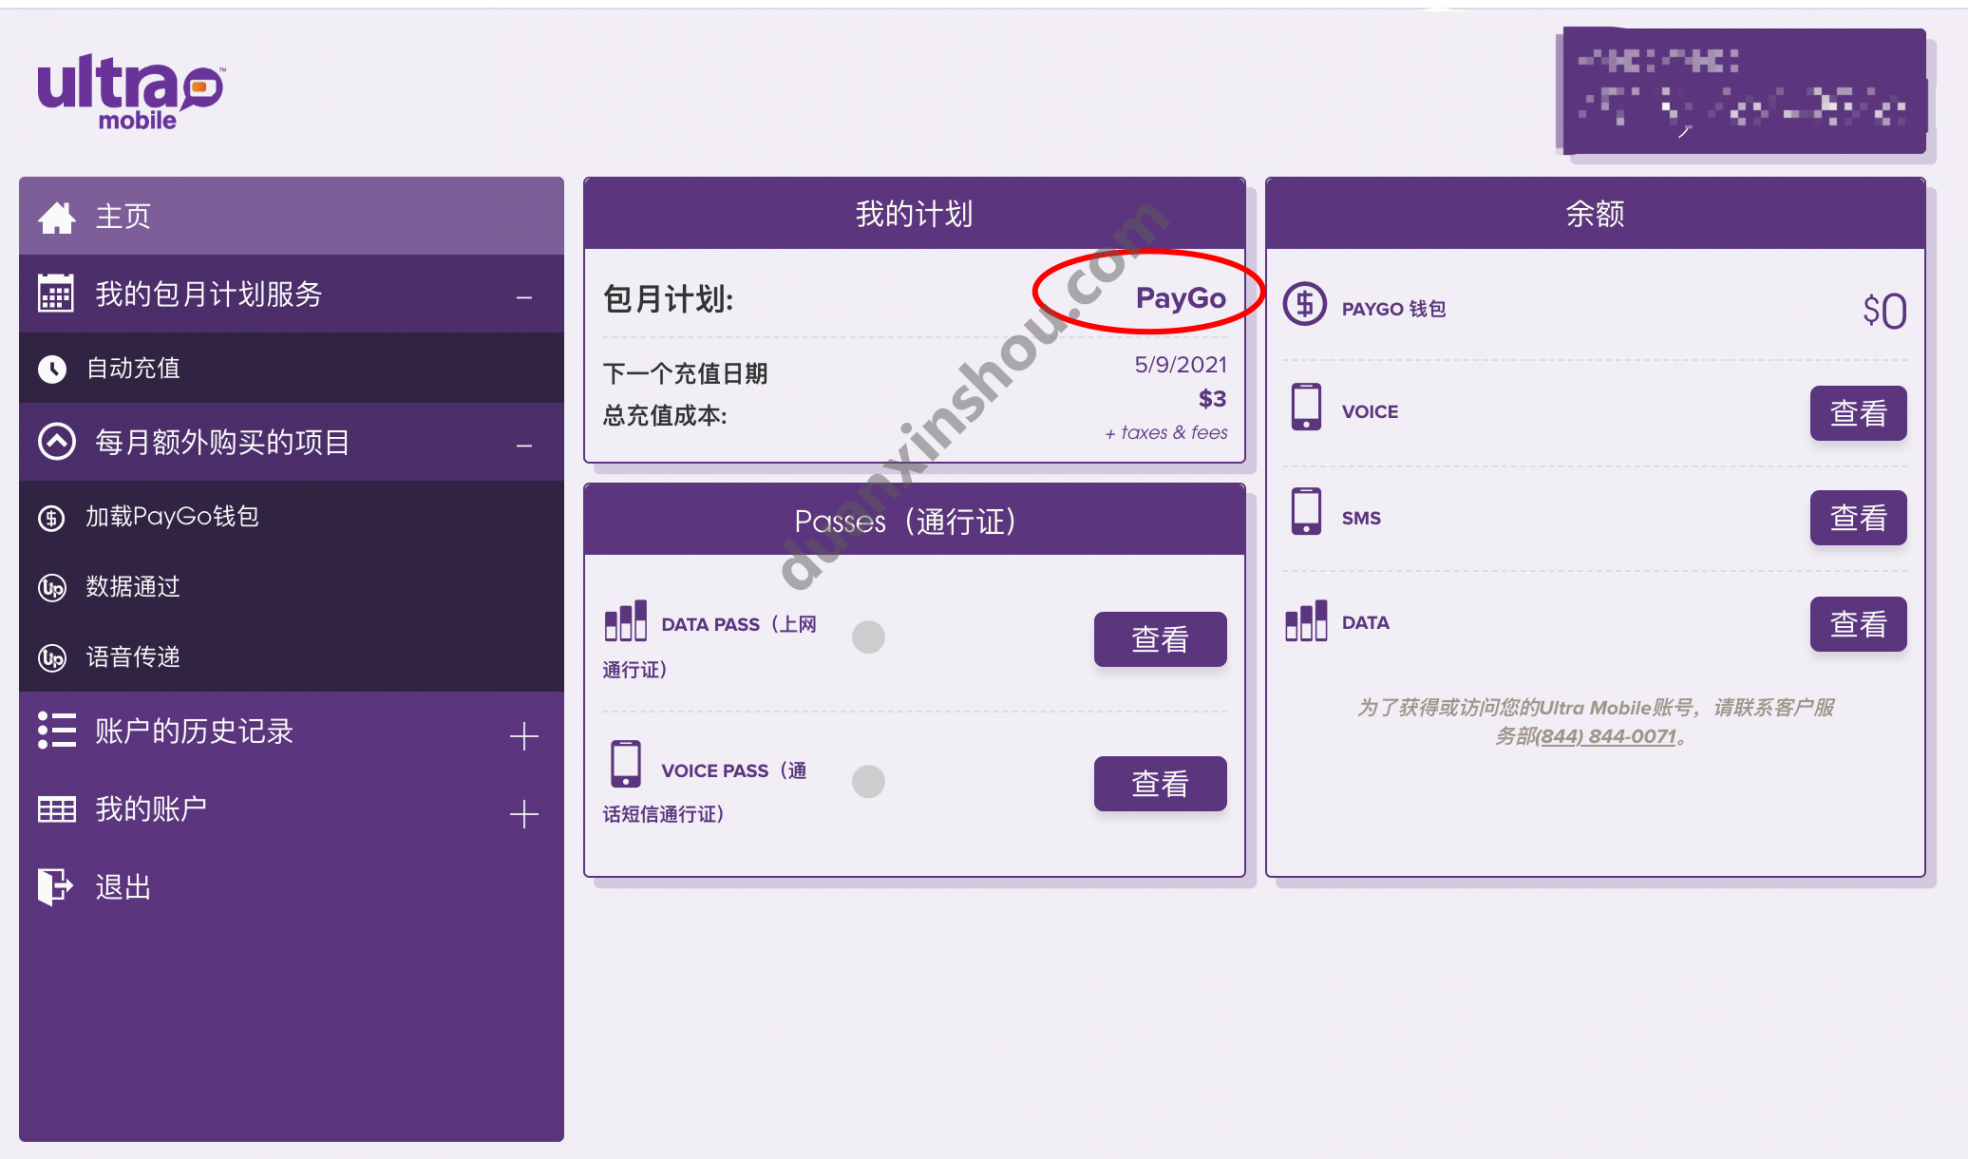 ultra
mobile
主页
我的包月计划服务
自动充值
每月额外购买的项目
加载PayGo钱包
数据通过
语音传递
账户的历史记录
我的账户
退出
我的计划
包月计划:
PayGo
下一个充值日期
5/9/2021
总充值成本:
$3
+ taxes & fees
Passes（通行证）
DATA PASS（上网
通行证）
查看
VOICE PASS（通
话短信通行证）
查看
余额
PAYGO 钱包
$0
VOICE
查看
SMS
查看
DATA
查看
为了获得或访问您的Ultra Mobile账号，请联系客户服
务部(844) 844-0071。
duanxinshou.com